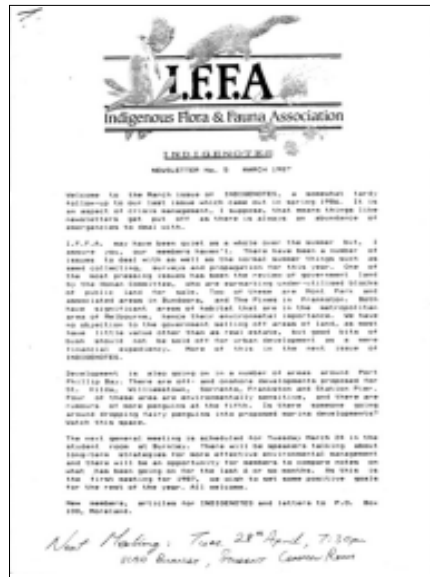 I.F.F.A
Indigenous Flora & Fauna Association
INDIGENOTES
NEWSLETTER No. 5 MARCH 1987
Welcome to the March issue of INDIGENOTES, a somewhat tardy
follow-up to our last issue which came out in spring 1986. It is
an aspect of crisis management, I suppose, that means things like
newsletters get put off as there is always an abundance of
emergencies to deal with.
I.F.F.A. may have been quiet as a whole over the summer but, I
assure you, our members haven't. There have been a number of
issues to deal with as well as the normal summer things such as
seed collecting, surveys and propagation for this year. One of
the most pressing issues has been the review of government land
by the Committee, who are earmarking under-utilised blocks
of public land for sale. Two of these are Mont Park and
associated areas in Bundoora, and The Pines in Frankston. Both
have significant areas of habitat that are in the metropolitan
area of Melbourne, hence their environmental importance. We have
no objection to the government selling off areas of land, as most
have little value other than as real estate, but good bits of
bush should not be sold off for urban development as a mere
financial expediency. More of this in the next issue of
INDIGENOTES.
Development is also going on in a number of areas around Port
Phillip Bay. There are off- and onshore developments proposed for
St. Kilda, Williamstown, Sorrento, Frankston and Station Pier.
Four of these area are environmentally sensitive, and there are
rumours of more penguins at the fifth. Is there someone going
around dropping fairy penguins into proposed marina developments?
Watch this space.
The next general meeting is scheduled for Tuesday March 24 in the
student room at Burnley. There will be speakers talking about
long-term strategies for more effective environmental management
and there will be an opportunity for members to compare notes on
what has been going on for the last 4 or so months. As this is
the first meeting for 1987, we wish to set some positive goals
for the rest of the year. All welcome.
New members, articles for INDIGENOTES and letters to P.O. Box
200, Moreland.
Next Meeting: Tues 28th April, 7:30pm
VCAH Burnley, Student Common Room